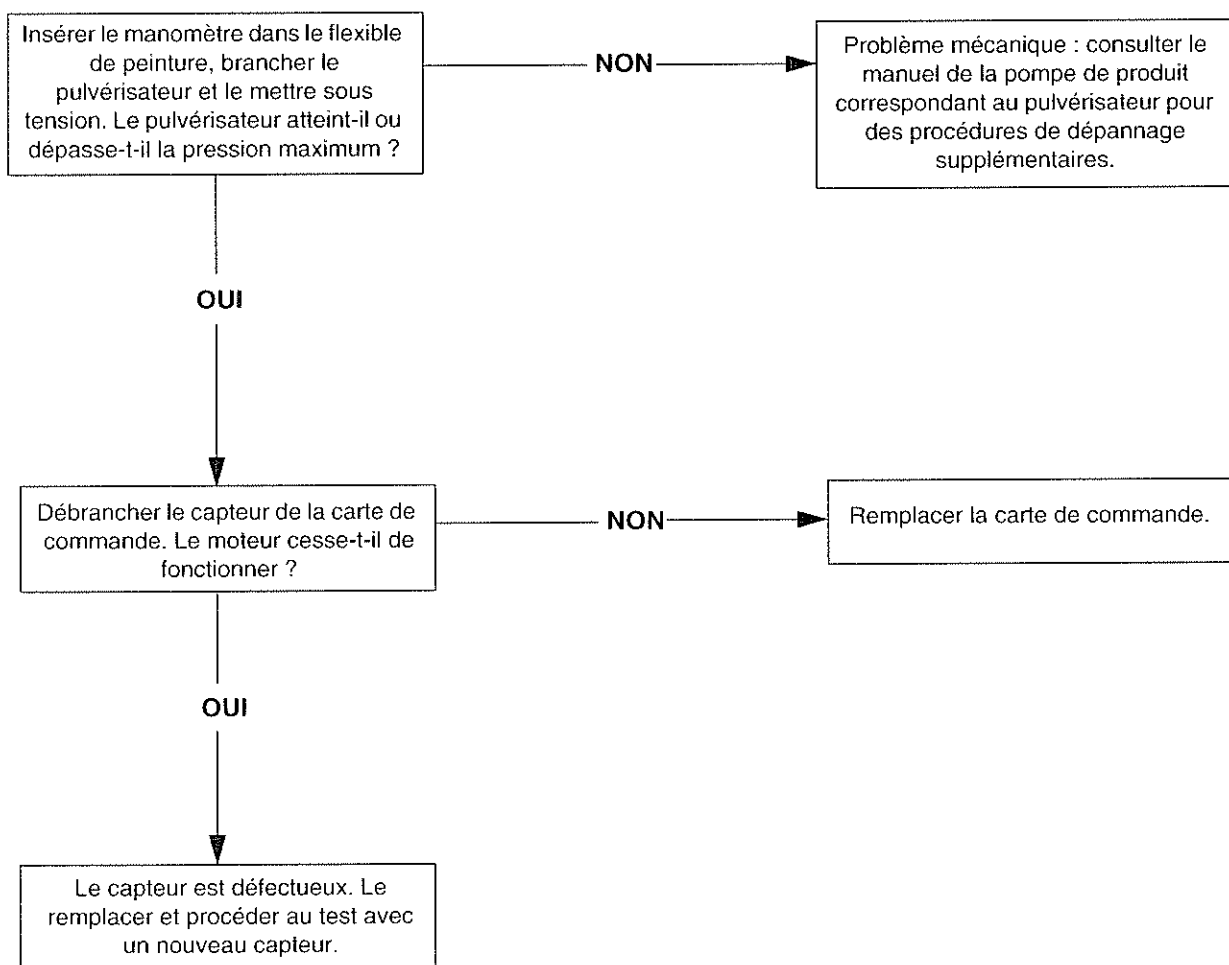 Insérer le manomètre dans le flexible
de peinture, brancher le
pulvérisateur et le mettre sous
tension. Le pulvérisateur atteint-il ou
dépasse-t-il la pression maximum ?
NON
Problème mécanique : consulter le
manuel de la pompe de produit
correspondant au pulvérisateur pour
des procédures de dépannage
supplémentaires.
OUI
Débrancher le capteur de la carte de
commande. Le moteur cesse-t-il de
fonctionner ?
NON
Remplacer la carte de commande.
OUI
Le capteur est défectueux. Le
remplacer et procéder au test avec
un nouveau capteur.